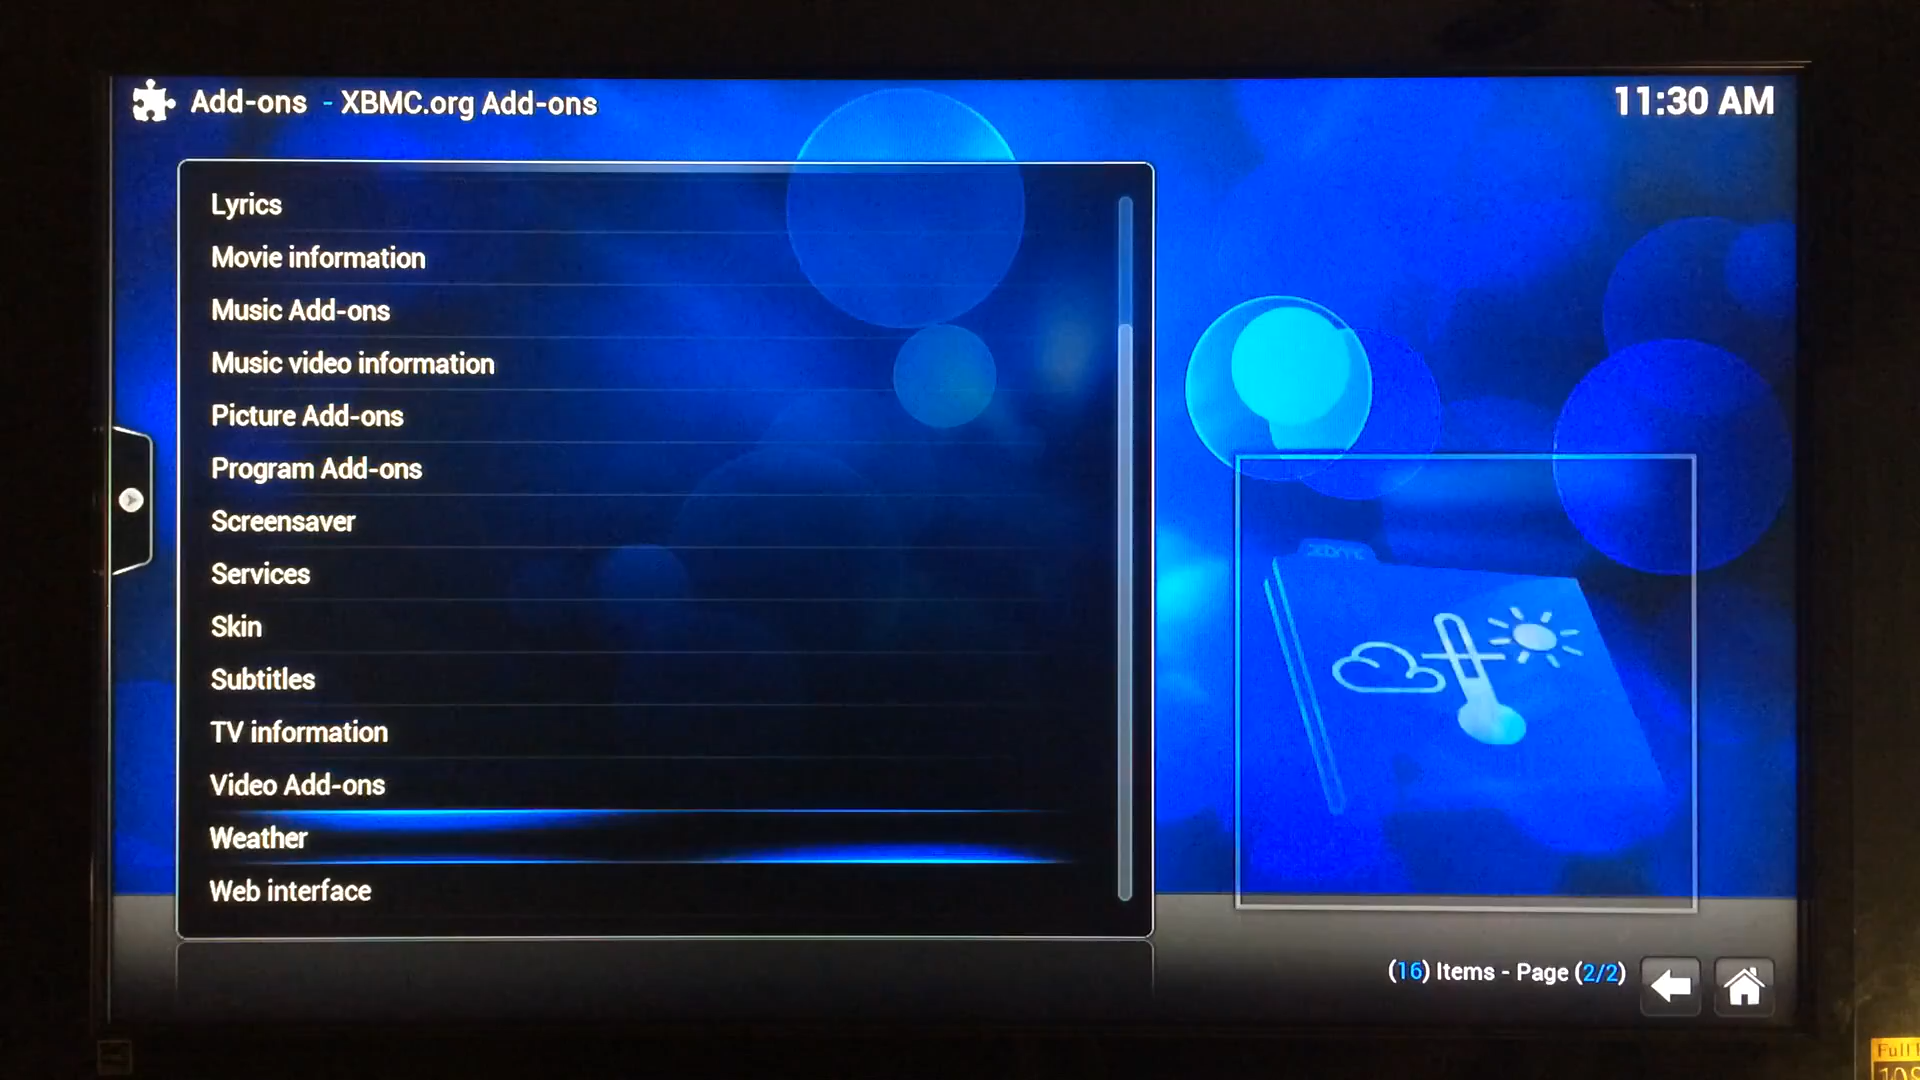 Add-ons - XBMC.org Add-ons
11:30 AM
Lyrics
Movie information
Music Add-ons
Music video information
Picture Add-ons
Program Add-ons
Screensaver
Services
Skin
Subtitles
TV information
Video Add-ons
Weather
Web interface
(16) Items - Page (2/2)
Full